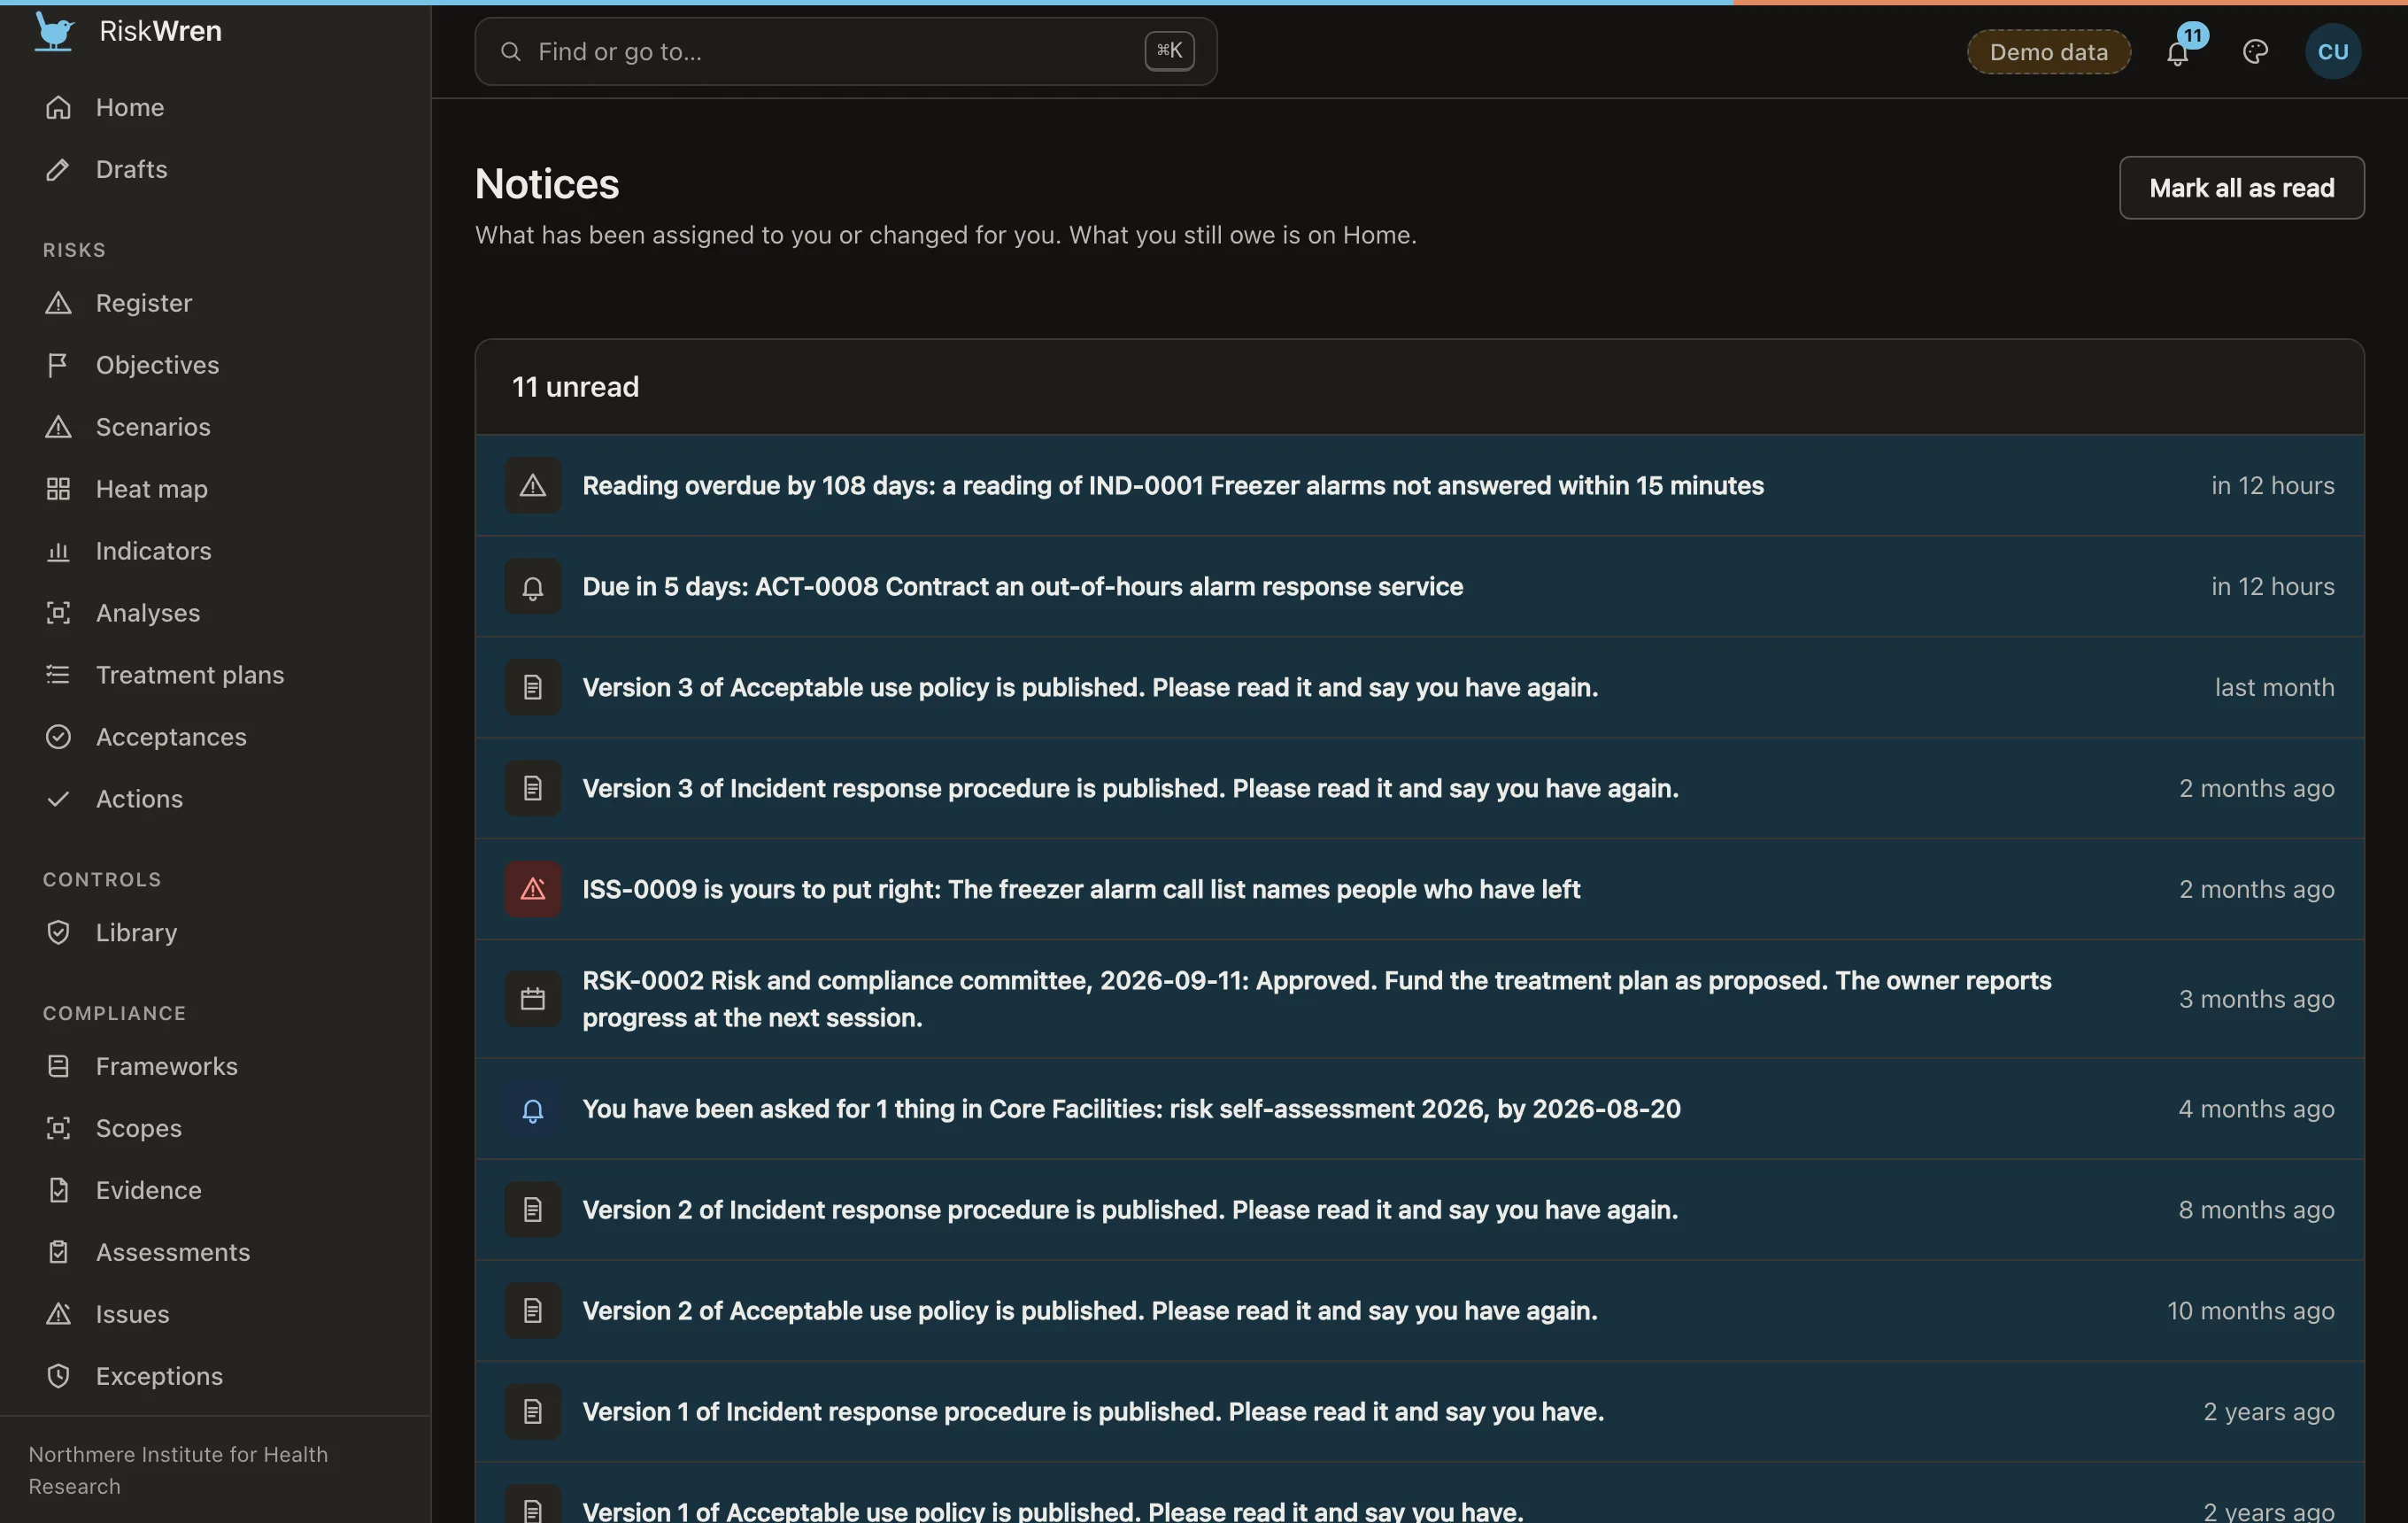 RiskWren
Find or go to...
⌘K
Demo data
11
CU
Home
Drafts
RISKS
Register
Objectives
Scenarios
Heat map
Indicators
Analyses
Treatment plans
Acceptances
Actions
CONTROLS
Library
COMPLIANCE
Frameworks
Scopes
Evidence
Assessments
Issues
Exceptions
Northmere Institute for Health
Research
Notices
Mark all as read
What has been assigned to you or changed for you. What you still owe is on Home.
11 unread
Reading overdue by 108 days: a reading of IND-0001 Freezer alarms not answered within 15 minutes
in 12 hours
Due in 5 days: ACT-0008 Contract an out-of-hours alarm response service
in 12 hours
Version 3 of Acceptable use policy is published. Please read it and say you have again.
last month
Version 3 of Incident response procedure is published. Please read it and say you have again.
2 months ago
ISS-0009 is yours to put right: The freezer alarm call list names people who have left
2 months ago
RSK-0002 Risk and compliance committee, 2026-09-11: Approved. Fund the treatment plan as proposed. The owner reports
progress at the next session.
3 months ago
You have been asked for 1 thing in Core Facilities: risk self-assessment 2026, by 2026-08-20
4 months ago
Version 2 of Incident response procedure is published. Please read it and say you have again.
8 months ago
Version 2 of Acceptable use policy is published. Please read it and say you have again.
10 months ago
Version 1 of Incident response procedure is published. Please read it and say you have.
2 years ago
Version 1 of Acceptable use policy is published. Please read it and say you have.
2 years ago